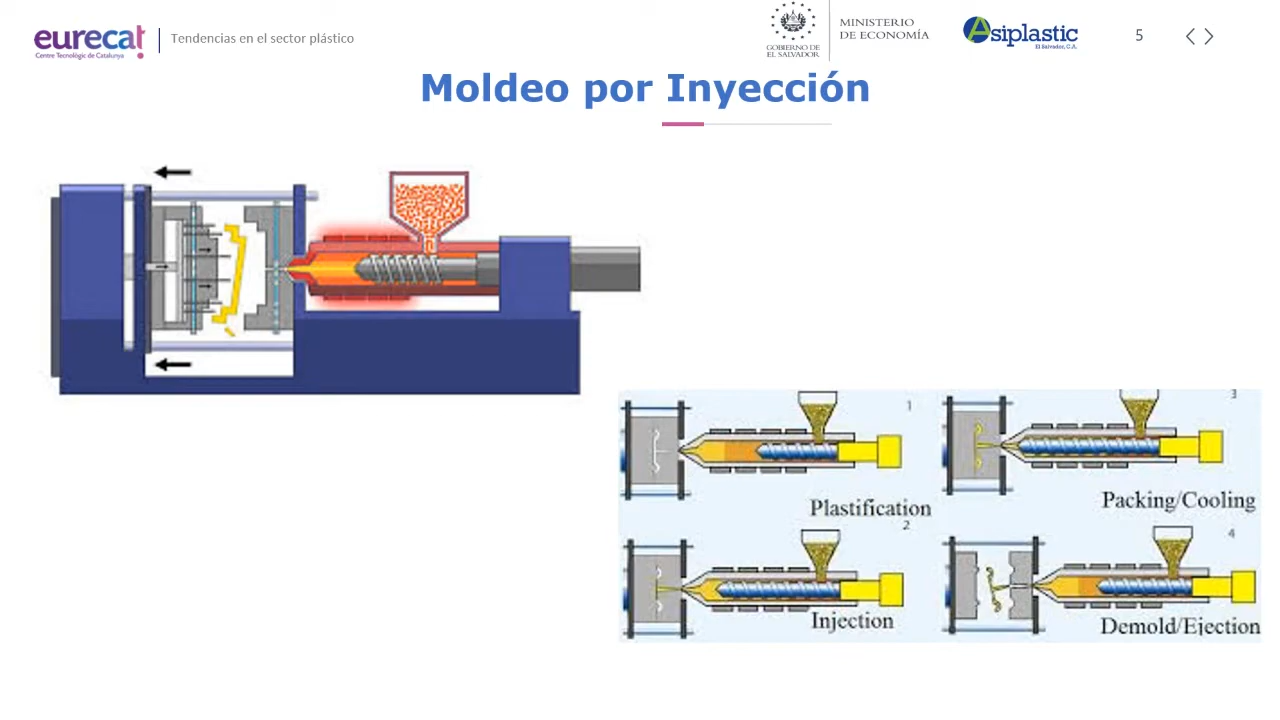 eurecat
Centre Tecnològic de Catalunya
Tendencias en el sector plástico
GOBIERNO DE
EL SALVADOR
MINISTERIO
DE ECONOMÍA
Asiplastic
El Salvador, C.A.
5
Moldeo por Inyección
1
Plastification
2
Injection
3
Packing/Cooling
4
Demold/Ejection